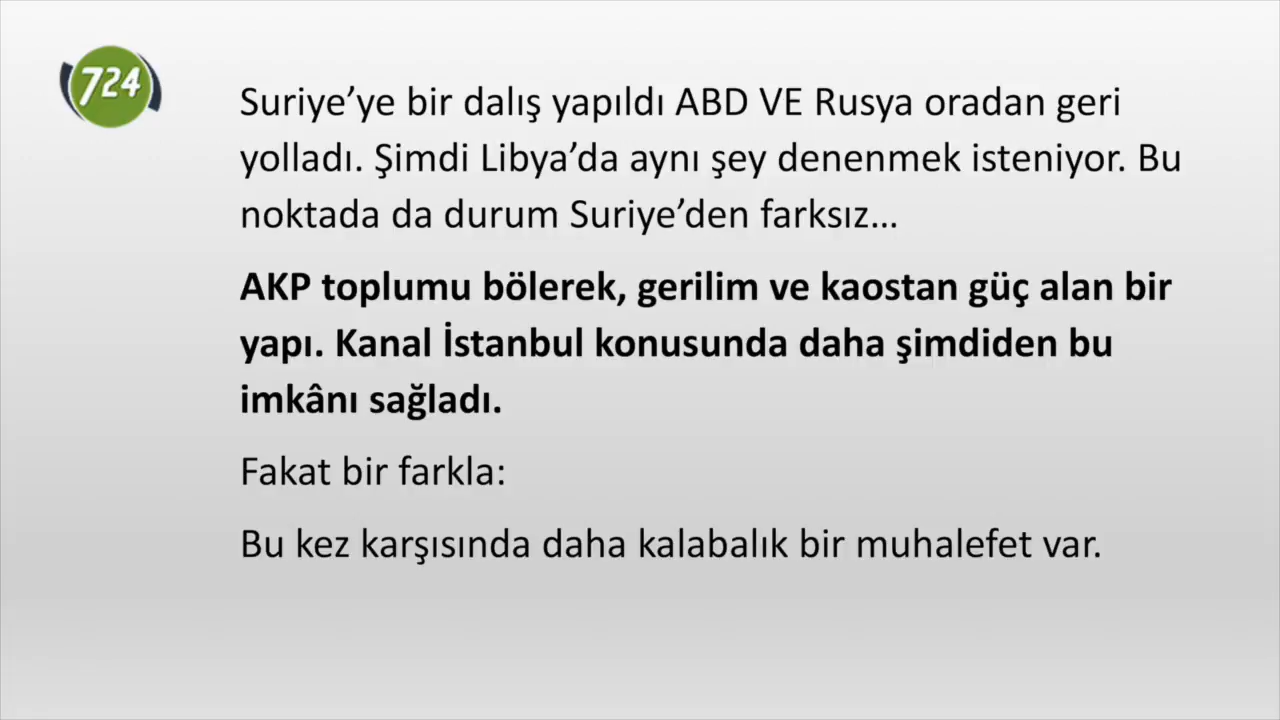 724
Suriye’ye bir dalış yapıldı ABD VE Rusya oradan geri
yolladı. Şimdi Libya’da aynı şey denenmek isteniyor. Bu
noktada da durum Suriye’den farksız…
AKP toplumu bölerek, gerilim ve kaostan güç alan bir
yapı. Kanal İstanbul konusunda daha şimdiden bu
imkânı sağladı.
Fakat bir farkla:
Bu kez karşısında daha kalabalık bir muhalefet var.